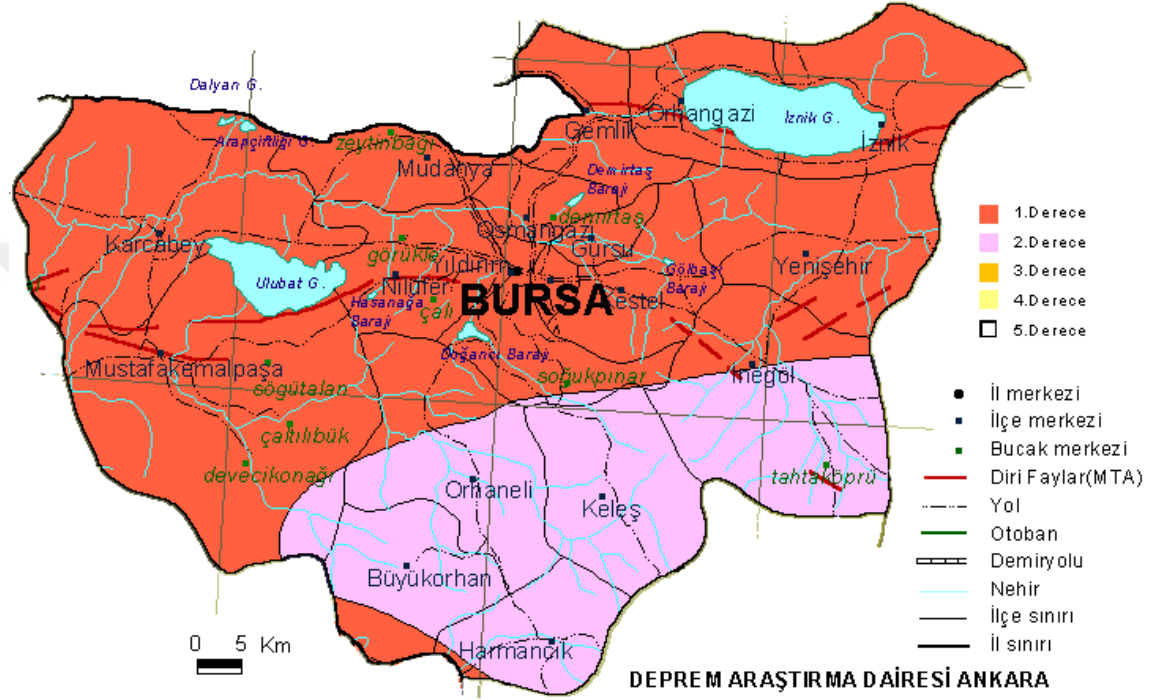 Dalyan G.
Arapçiftliği G.
zeytinbağı
Mudanya
Gemlik
Orhangazi
İznik G.
İznik
Demirtaş
Barajı
demirtaş
Osmangazi
Gürsu
Karcabey
görükle
Yıldırım
Gölbaşı
Barajı
Yenişehir
Ulubat G.
Nilüfer
Hasanağa
Barajı
çalı
BURSA
Kestel
Doğancı Barajı
Mustafakemalpaşa
sögütalan
soğukpınar
İnegöl
çaltılıbük
devecikonağı
Orhaneli
Keleş
tahtaköprü
Büyükorhan
Harmancık
1.Derece
2.Derece
3.Derece
4.Derece
5.Derece
İl merkezi
İlçe merkezi
Bucak merkezi
Diri Faylar(MTA)
Yol
Otoban
Demiryolu
Nehir
İlçe sınırı
İl sınırı
0 5 Km
DEPREM ARAŞTIRMA DAİRESİ ANKARA